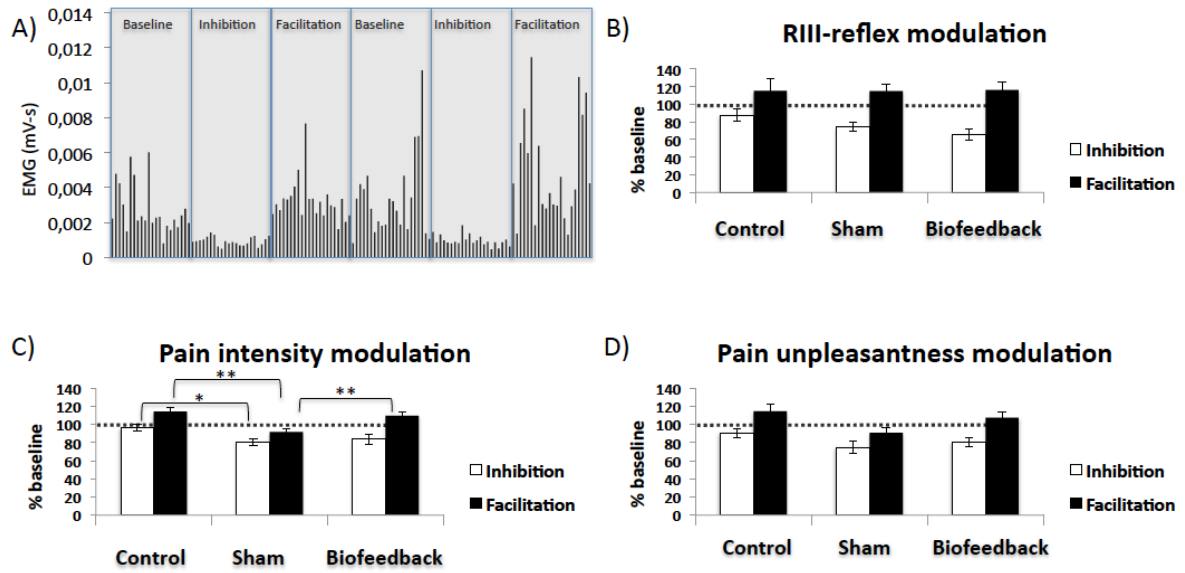 A)
EMG (mV-s)
0,014
0,012
0,01
0,008
0,006
0,004
0,002
0
Baseline Inhibition Facilitation Baseline Inhibition Facilitation
B)
RIII-reflex modulation
% baseline
140
120
100
80
60
40
20
0
Control Sham Biofeedback
Inhibition
Facilitation
C)
Pain intensity modulation
% baseline
140
120
100
80
60
40
20
0
**
* **
Control Sham Biofeedback
Inhibition
Facilitation
D)
Pain unpleasantness modulation
% baseline
140
120
100
80
60
40
20
0
Control Sham Biofeedback
Inhibition
Facilitation